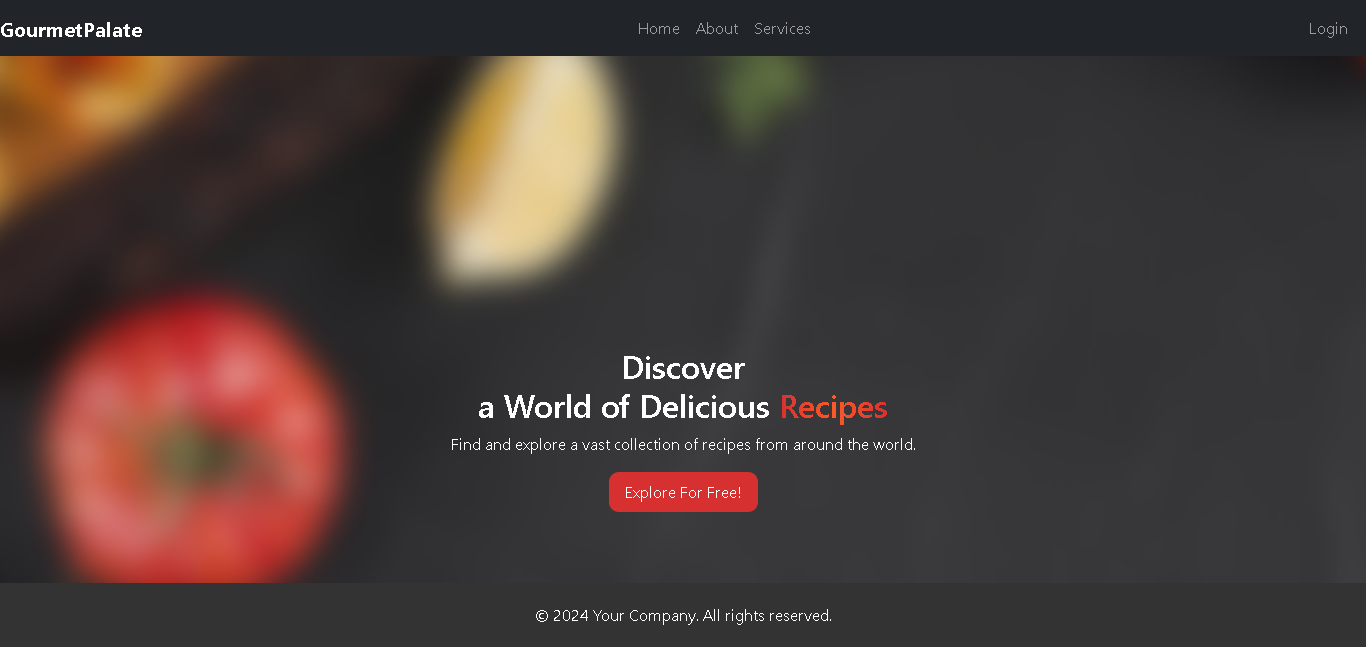 GourmetPalate Home About Services Login
Discover
a World of Delicious Recipes
Find and explore a vast collection of recipes from around the world.
Explore For Free!
© 2024 Your Company. All rights reserved.